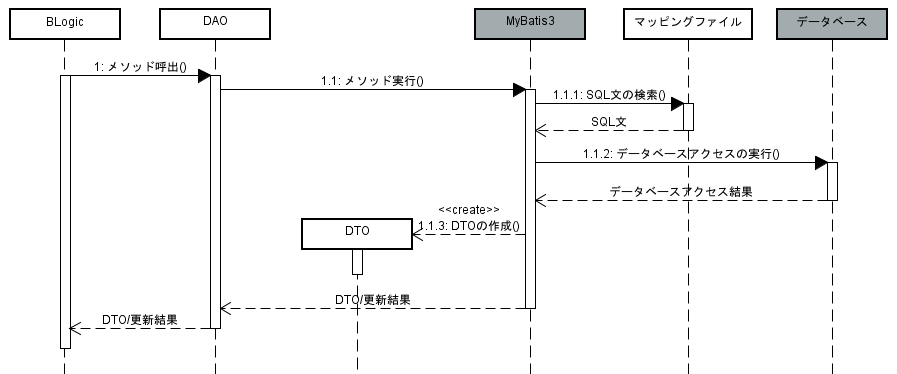 BLogic
DAO
MyBatis3
マッピングファイル
データベース
1: メソッド呼出()
1.1: メソッド実行()
1.1.1: SQL文の検索()
SQL文
1.1.2: データベースアクセスの実行()
データベースアクセス結果
<<create>>
1.1.3: DTOの作成()
DTO
DTO/更新結果
DTO/更新結果